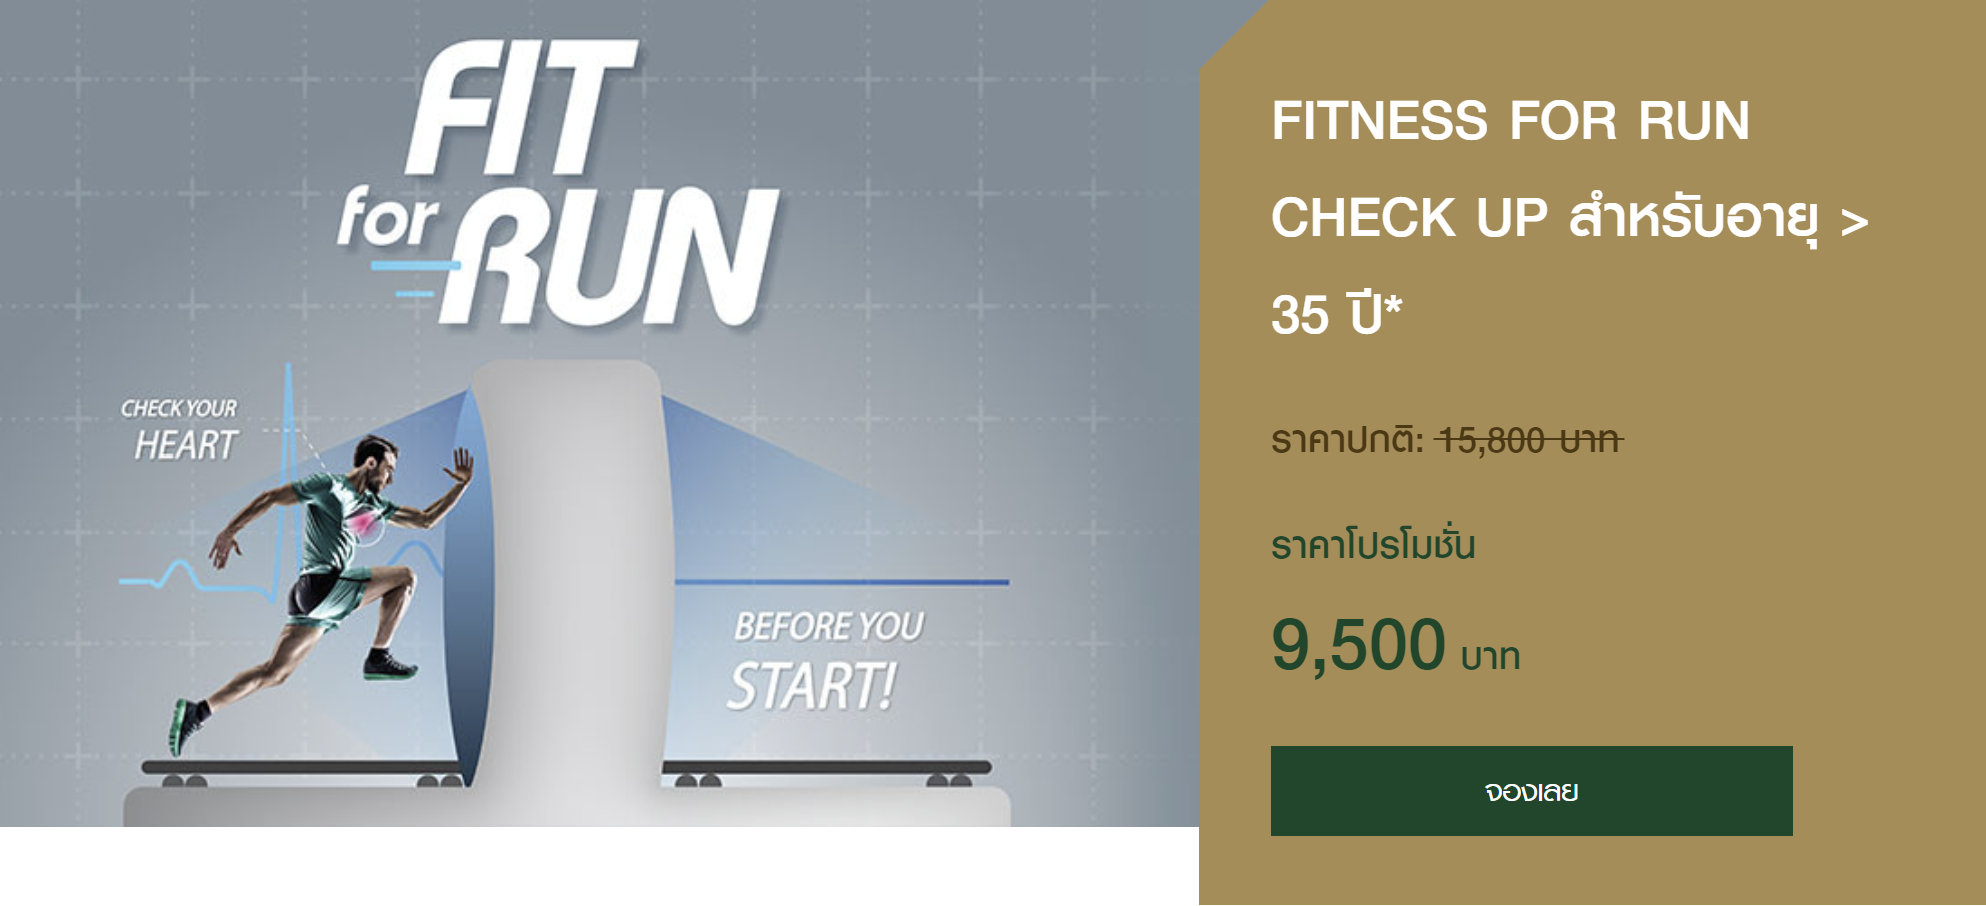 FIT
for RUN
CHECK YOUR
HEART
BEFORE YOU
START!
FITNESS FOR RUN
CHECK UP สำหรับอายุ >
35 ปี*
ราคาปกติ: 15,800 บาท
ราคาโปรโมชั่น
9,500 บาท
จองเลย